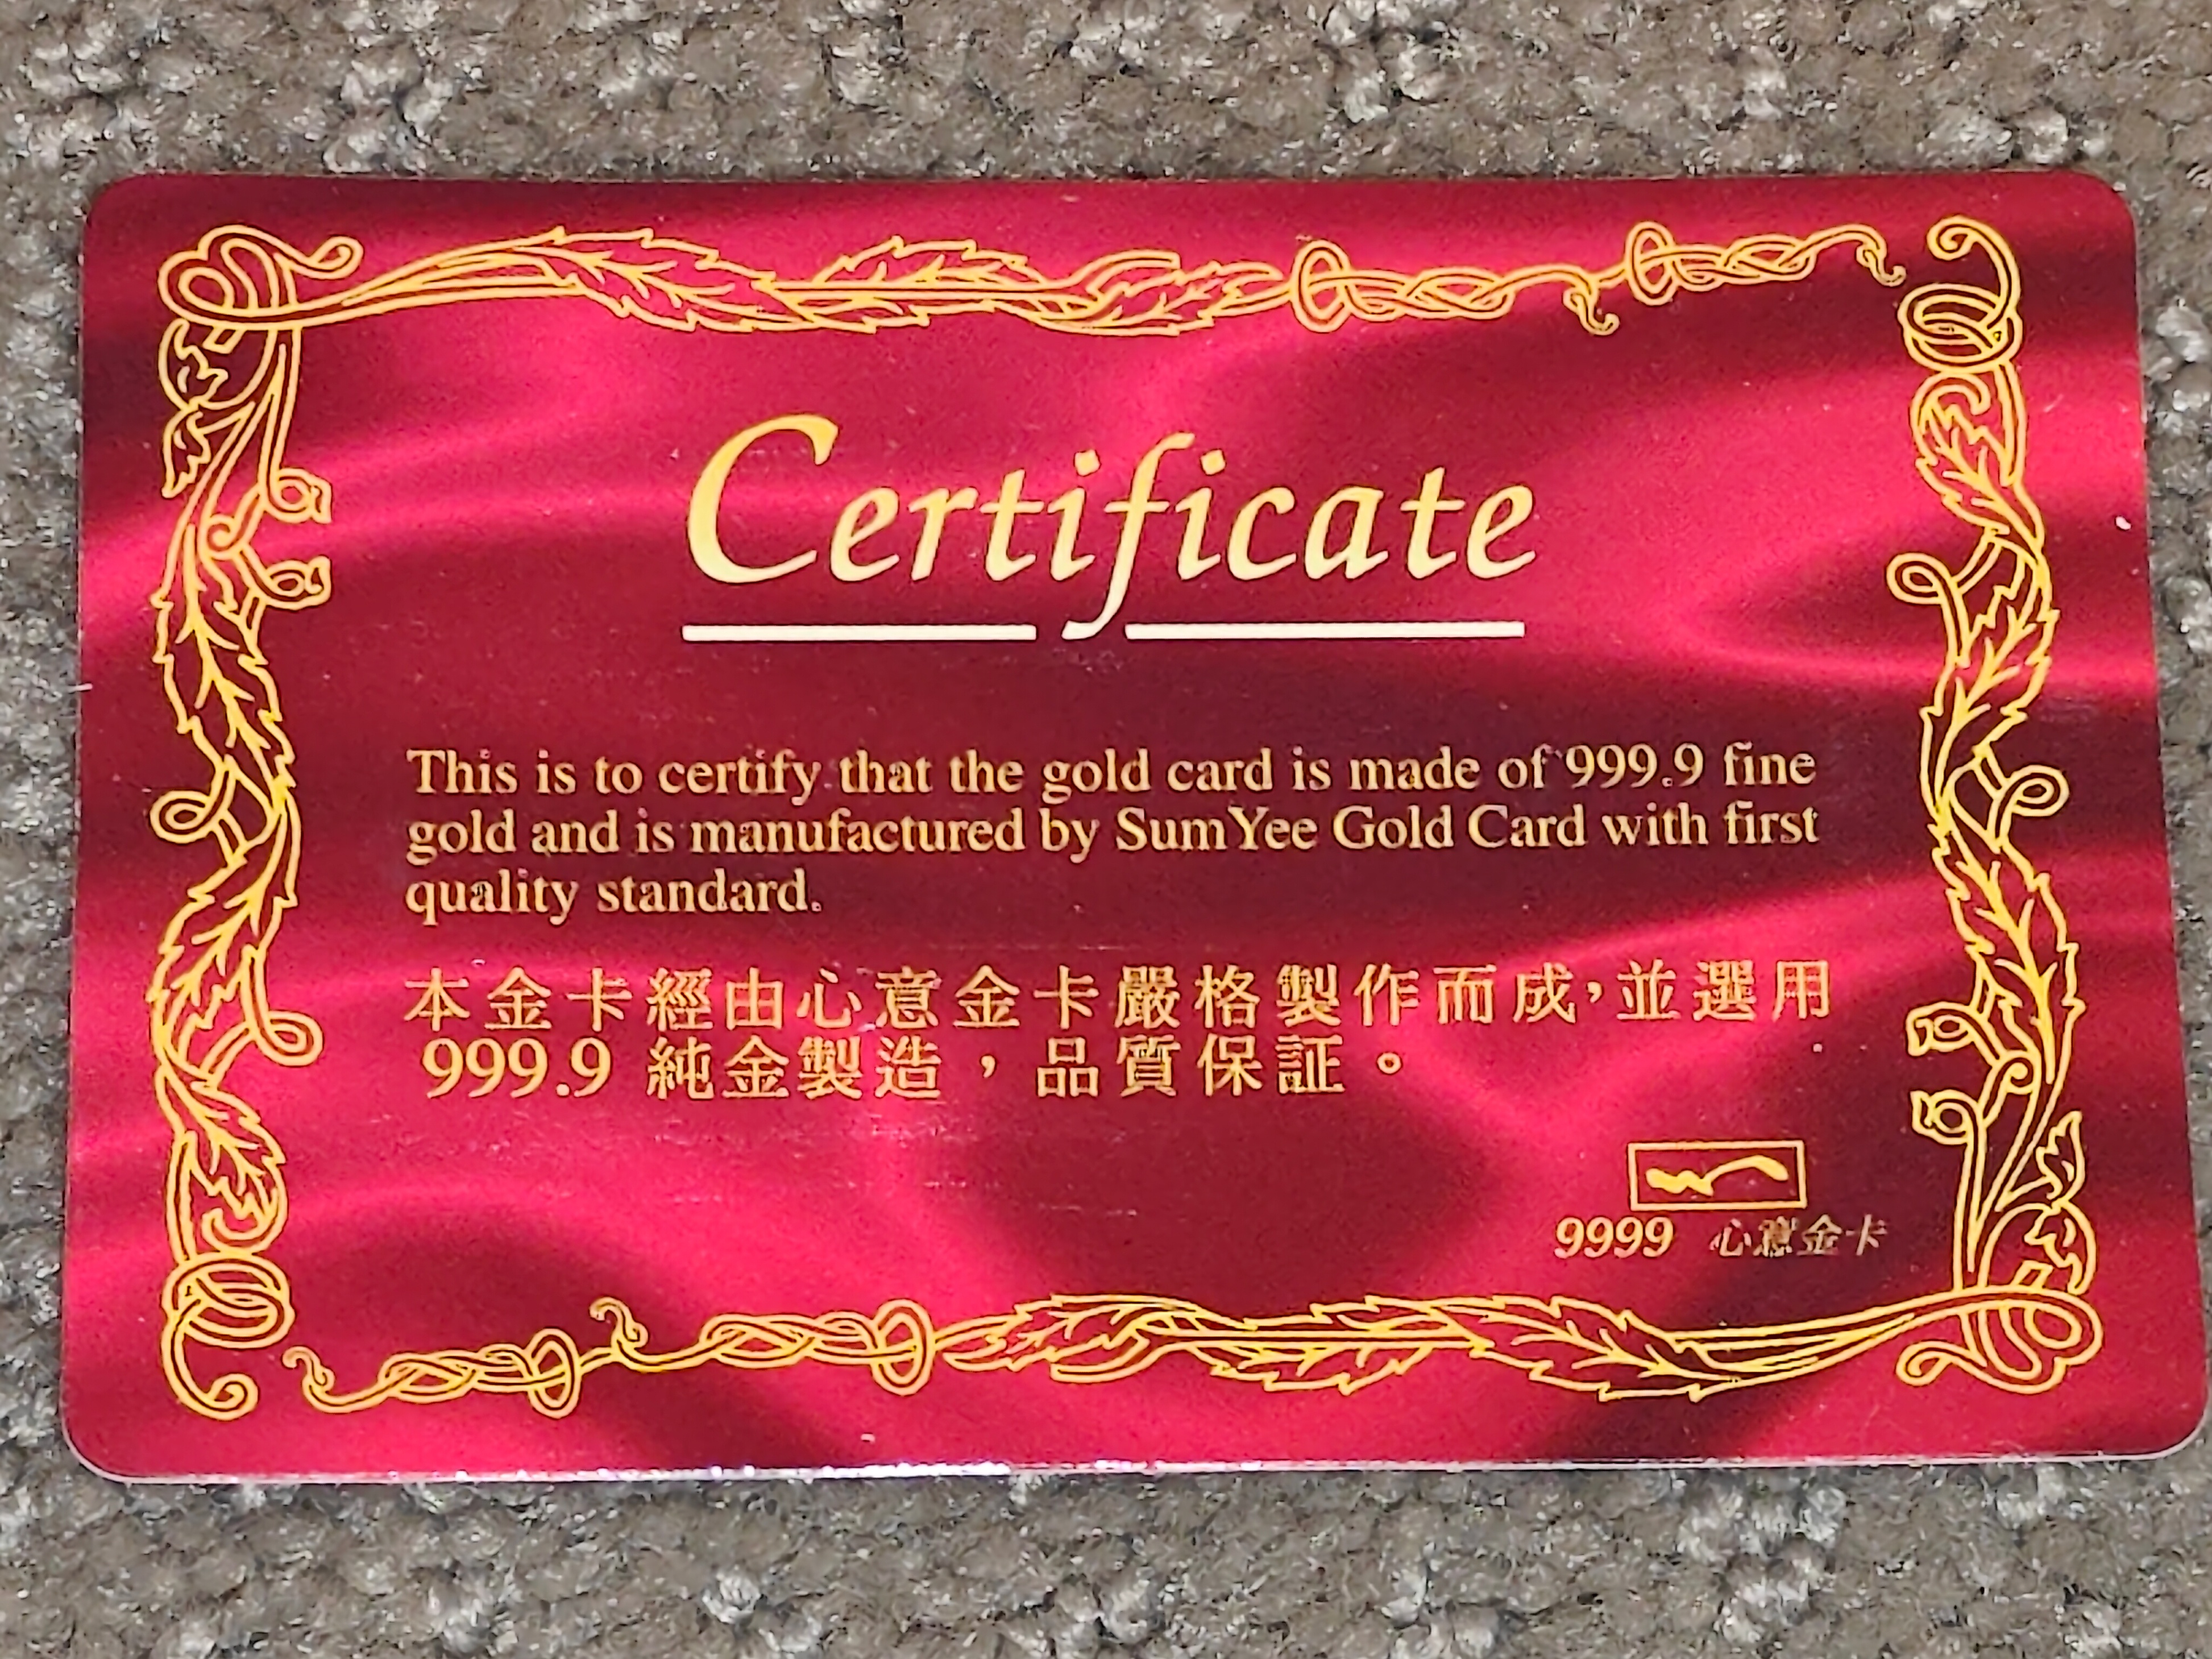 Certificate
This is to certify that the gold card is made of 999.9 fine
gold and is manufactured by SumYee Gold Card with first
quality standard.
本金卡經由心意金卡嚴格製作而成,並選用
999.9 純金製造，品質保証。
9999 心意金卡